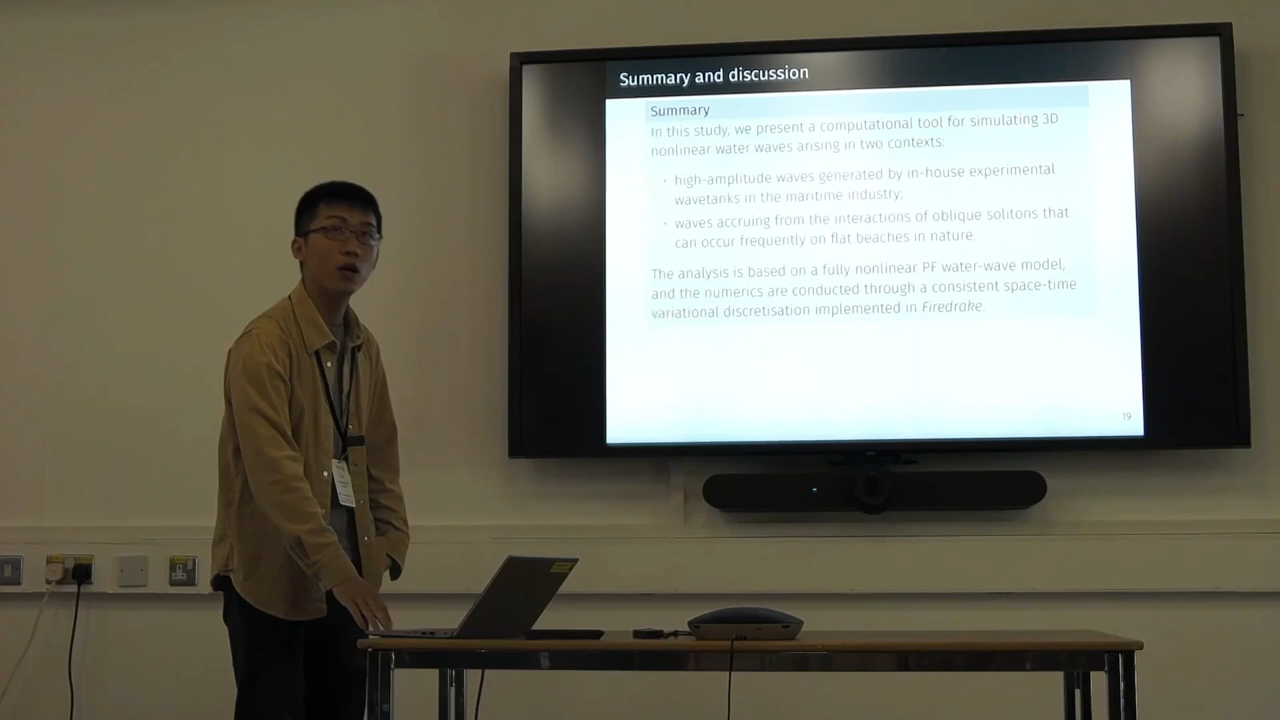 Summary and discussion
Summary
In this study, we present a computational tool for simulating 3D
nonlinear water waves arising in two contexts:
· high-amplitude waves generated by in-house experimental
wavetanks in the maritime industry;
· waves accruing from the interactions of oblique solitons that
can occur frequently on flat beaches in nature.
The analysis is based on a fully nonlinear PF water-wave model,
and the numerics are conducted through a consistent space-time
variational discretisation implemented in Firedrake.
19